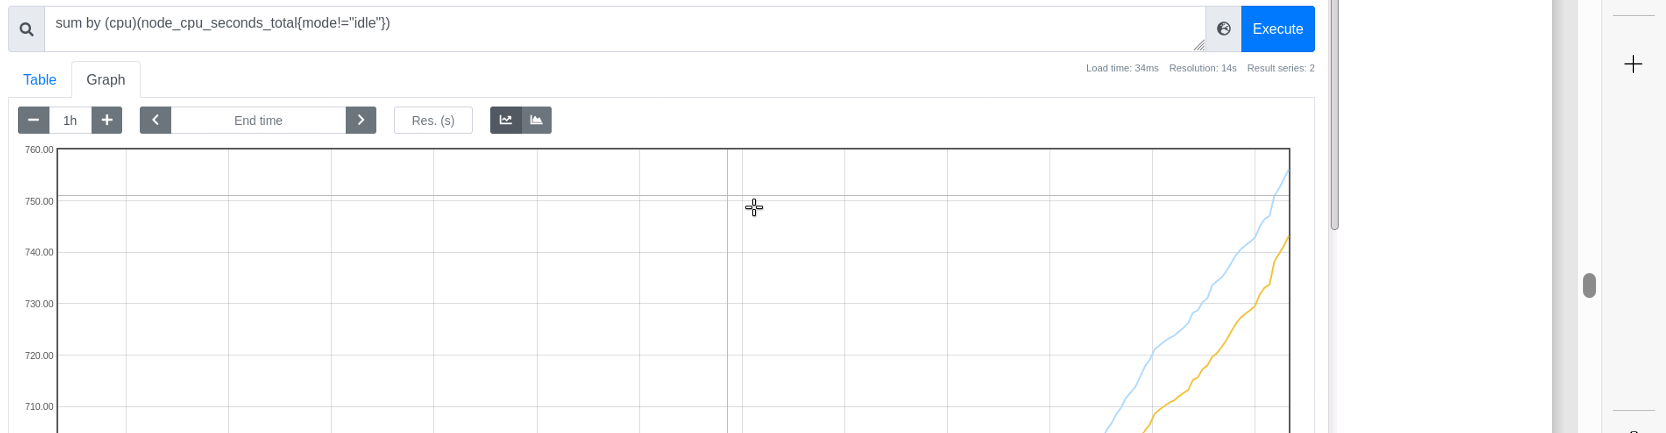 sum by (cpu)(node_cpu_seconds_total{mode!="idle"})
Execute
Table
Graph
Load time: 34ms Resolution: 14s Result series: 2
1h
End time
Res. (s)
760.00
750.00
740.00
730.00
720.00
710.00